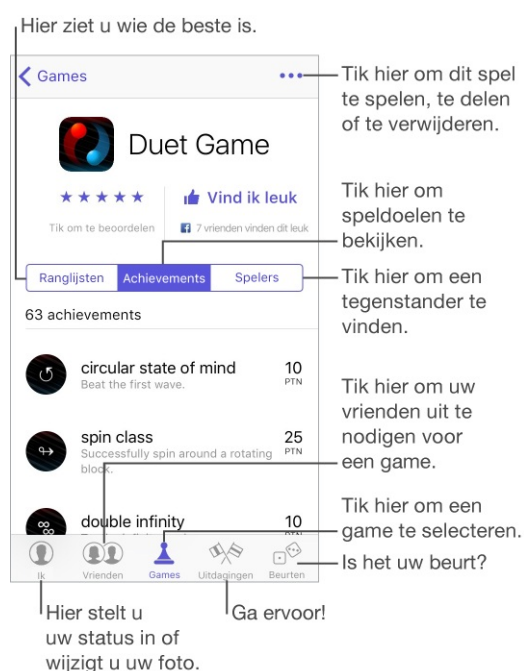 Hier ziet u wie de beste is.
Games
Tik hier om dit spel
te spelen, te delen
of te verwijderen.
Duet Game
Vind ik leuk
Tik om te beoordelen
7 vrienden vinden dit leuk
Tik hier om
speldoelen te
bekijken.
Ranglijsten
Achievements
Spelers
Tik hier om een
tegenstander te
vinden.
63 achievements
circular state of mind
10
Beat the first wave.
PTN
Tik hier om uw
vrienden uit te
nodigen voor
een game.
spin class
25
Successfully spin around a rotating
PTN
block.
double infinity
10
Tik hier om een
game te selecteren.
Ik
Vrienden
Games
Uitdagingen
Beurten
Is het uw beurt?
Hier stelt u
uw status in of
wijzigt u uw foto.
Ga ervoor!